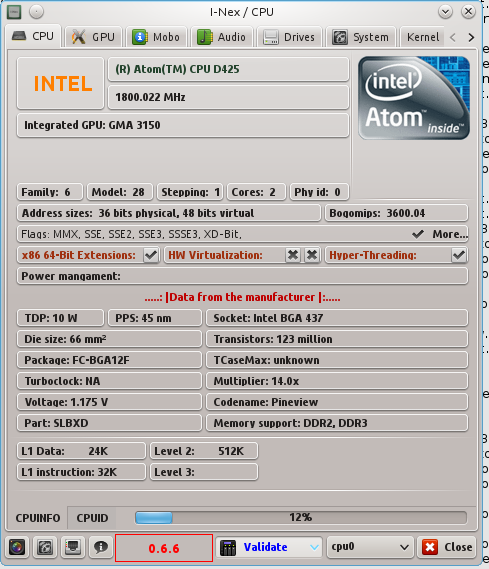 I-Nex / CPU
CPU GPU Mobo Audio Drives System Kernel
INTEL
(R) Atom(TM) CPU D425
1800.022 MHz
Integrated GPU: GMA 3150
intel
Atom
inside™
Family: 6 Model: 28 Stepping: 1 Cores: 2 Phy id: 0
Address sizes: 36 bits physical, 48 bits virtual Bogomips: 3600.04
Flags: MMX, SSE, SSE2, SSE3, SSSE3, XD-Bit, More...
x86 64-Bit Extensions: HW Virtualization: Hyper-Threading:
Power mangament:
.....: |Data from the manufacturer |:.....
TDP: 10 W PPS: 45 nm Socket: Intel BGA 437
Die size: 66 mm² Transistors: 123 million
Package: FC-BGA12F TCaseMax: unknown
Turboclock: NA Multiplier: 14.0x
Voltage: 1.175 V Codename: Pineview
Part: SLBXD Memory support: DDR2, DDR3
L1 Data: 24K Level 2: 512K
L1 instruction: 32K Level 3:
CPUINFO CPUID 12%
0.6.6 Validate cpu0 Close